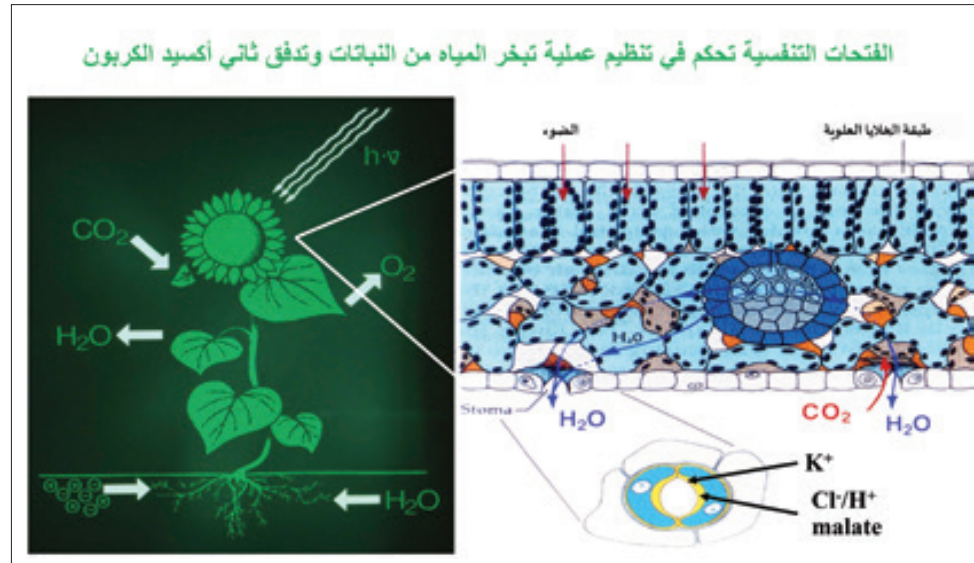 الفتحات التنفسية تحكم في تنظيم عملية تبخر المياه من النباتات وتدفق ثاني أكسيد الكربون
h·ν
CO₂
O₂
H₂O
H₂O
الضوء
طبقة الخلايا العلوية
H₂O
Stoma
H₂O
CO₂
H₂O
K⁺
Cl⁻/H⁺
malate